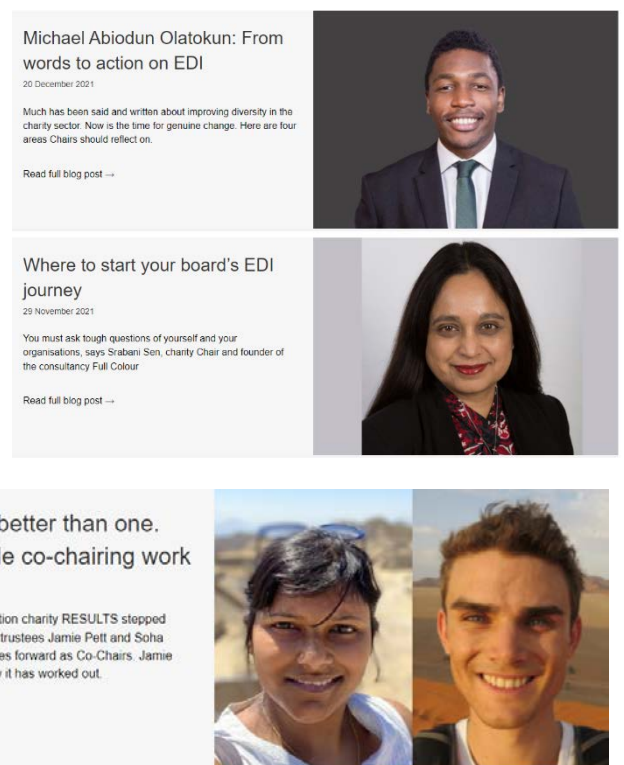 Michael Abiodun Olatokun: From
words to action on EDI
20 December 2021
Much has been said and written about improving diversity in the
charity sector. Now is the time for genuine change. Here are four
areas Chairs should reflect on.
Read full blog post →
Where to start your board's EDI
journey
29 November 2021
You must ask tough questions of yourself and your
organisations, says Srabani Sen, charity Chair and founder of
the consultancy Full Colour
Read full blog post →
better than one.
le co-chairing work
tion charity RESULTS stepped
trustees Jamie Pett and Soha
es forward as Co-Chairs. Jamie
it has worked out.